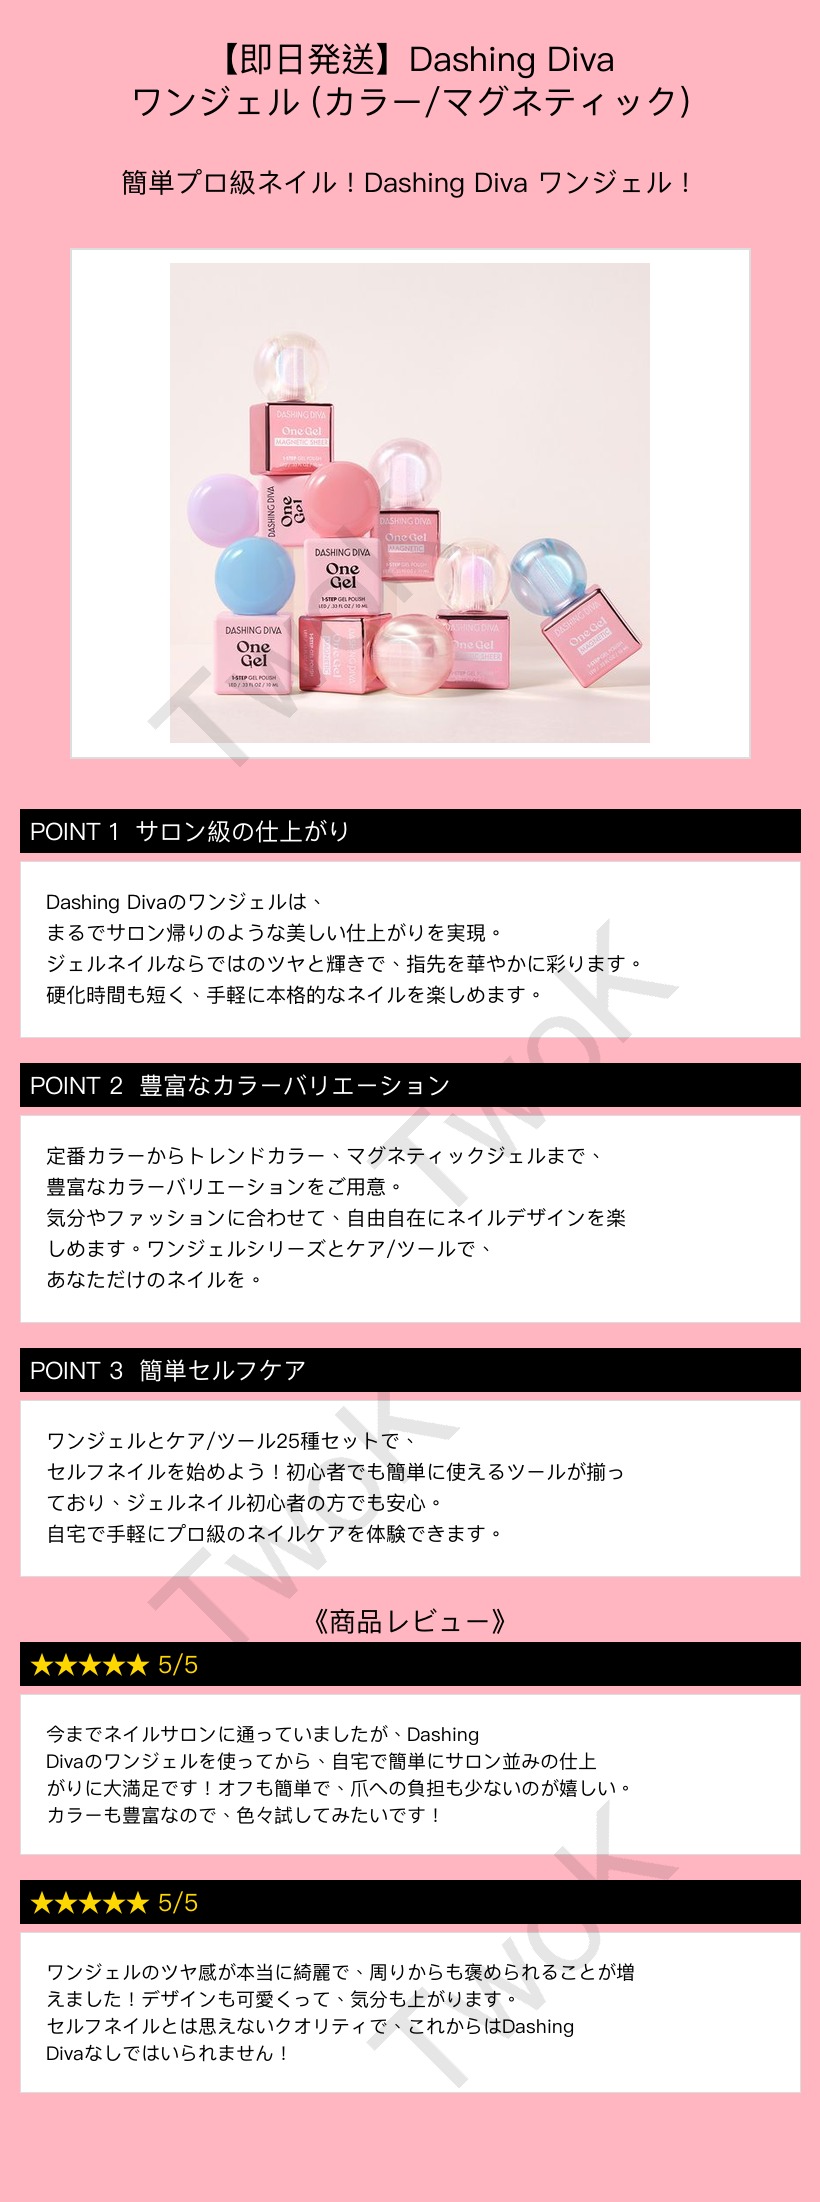 【即日発送】Dashing Diva
ワンジェル (カラー/マグネティック)
簡単プロ級ネイル！Dashing Diva ワンジェル！
DASHING DIVA
One Gel
MAGNETIC SHEER
1-STEP GEL POLISH
DASHING DIVA
One
Gel
DASHING DIVA
One Gel
MAGNETIC
1-STEP GEL POLISH
DASHING DIVA
One
Gel
1-STEP GEL POLISH
LED / .33 FL OZ / 10 ML
DASHING DIVA
One
Gel
1-STEP GEL POLISH
LED / .33 FL OZ / 10 ML
DASHING DIVA
One Gel
MAGNETIC
DASHING DIVA
One Gel
1-STEP GEL POLISH
TwoK
POINT 1 サロン級の仕上がり
Dashing Divaのワンジェルは、
まるでサロン帰りのような美しい仕上がりを実現。
ジェルネイルならではのツヤと輝きで、指先を華やかに彩ります。
硬化時間も短く、手軽に本格的なネイルを楽しめます。
TwoK
POINT 2 豊富なカラーバリエーション
定番カラーからトレンドカラー、マグネティックジェルまで、
豊富なカラーバリエーションをご用意。
気分やファッションに合わせて、自由自在にネイルデザインを楽
しめます。ワンジェルシリーズとケア/ツールで、
あなただけのネイルを。
POINT 3 簡単セルフケア
ワンジェルとケア/ツール25種セットで、
セルフネイルを始めよう！初心者でも簡単に使えるツールが揃っ
ており、ジェルネイル初心者の方でも安心。
自宅で手軽にプロ級のネイルケアを体験できます。
TwoK
《商品レビュー》
★★★★★ 5/5
今までネイルサロンに通っていましたが、Dashing
Divaのワンジェルを使ってから、自宅で簡単にサロン並みの仕上
がりに大満足です！オフも簡単で、爪への負担も少ないのが嬉しい。
カラーも豊富なので、色々試してみたいです！
★★★★★ 5/5
ワンジェルのツヤ感が本当に綺麗で、周りからも褒められることが増
えました！デザインも可愛くって、気分も上がります。
セルフネイルとは思えないクオリティで、これからはDashing
Divaなしではいられません！
TwoK